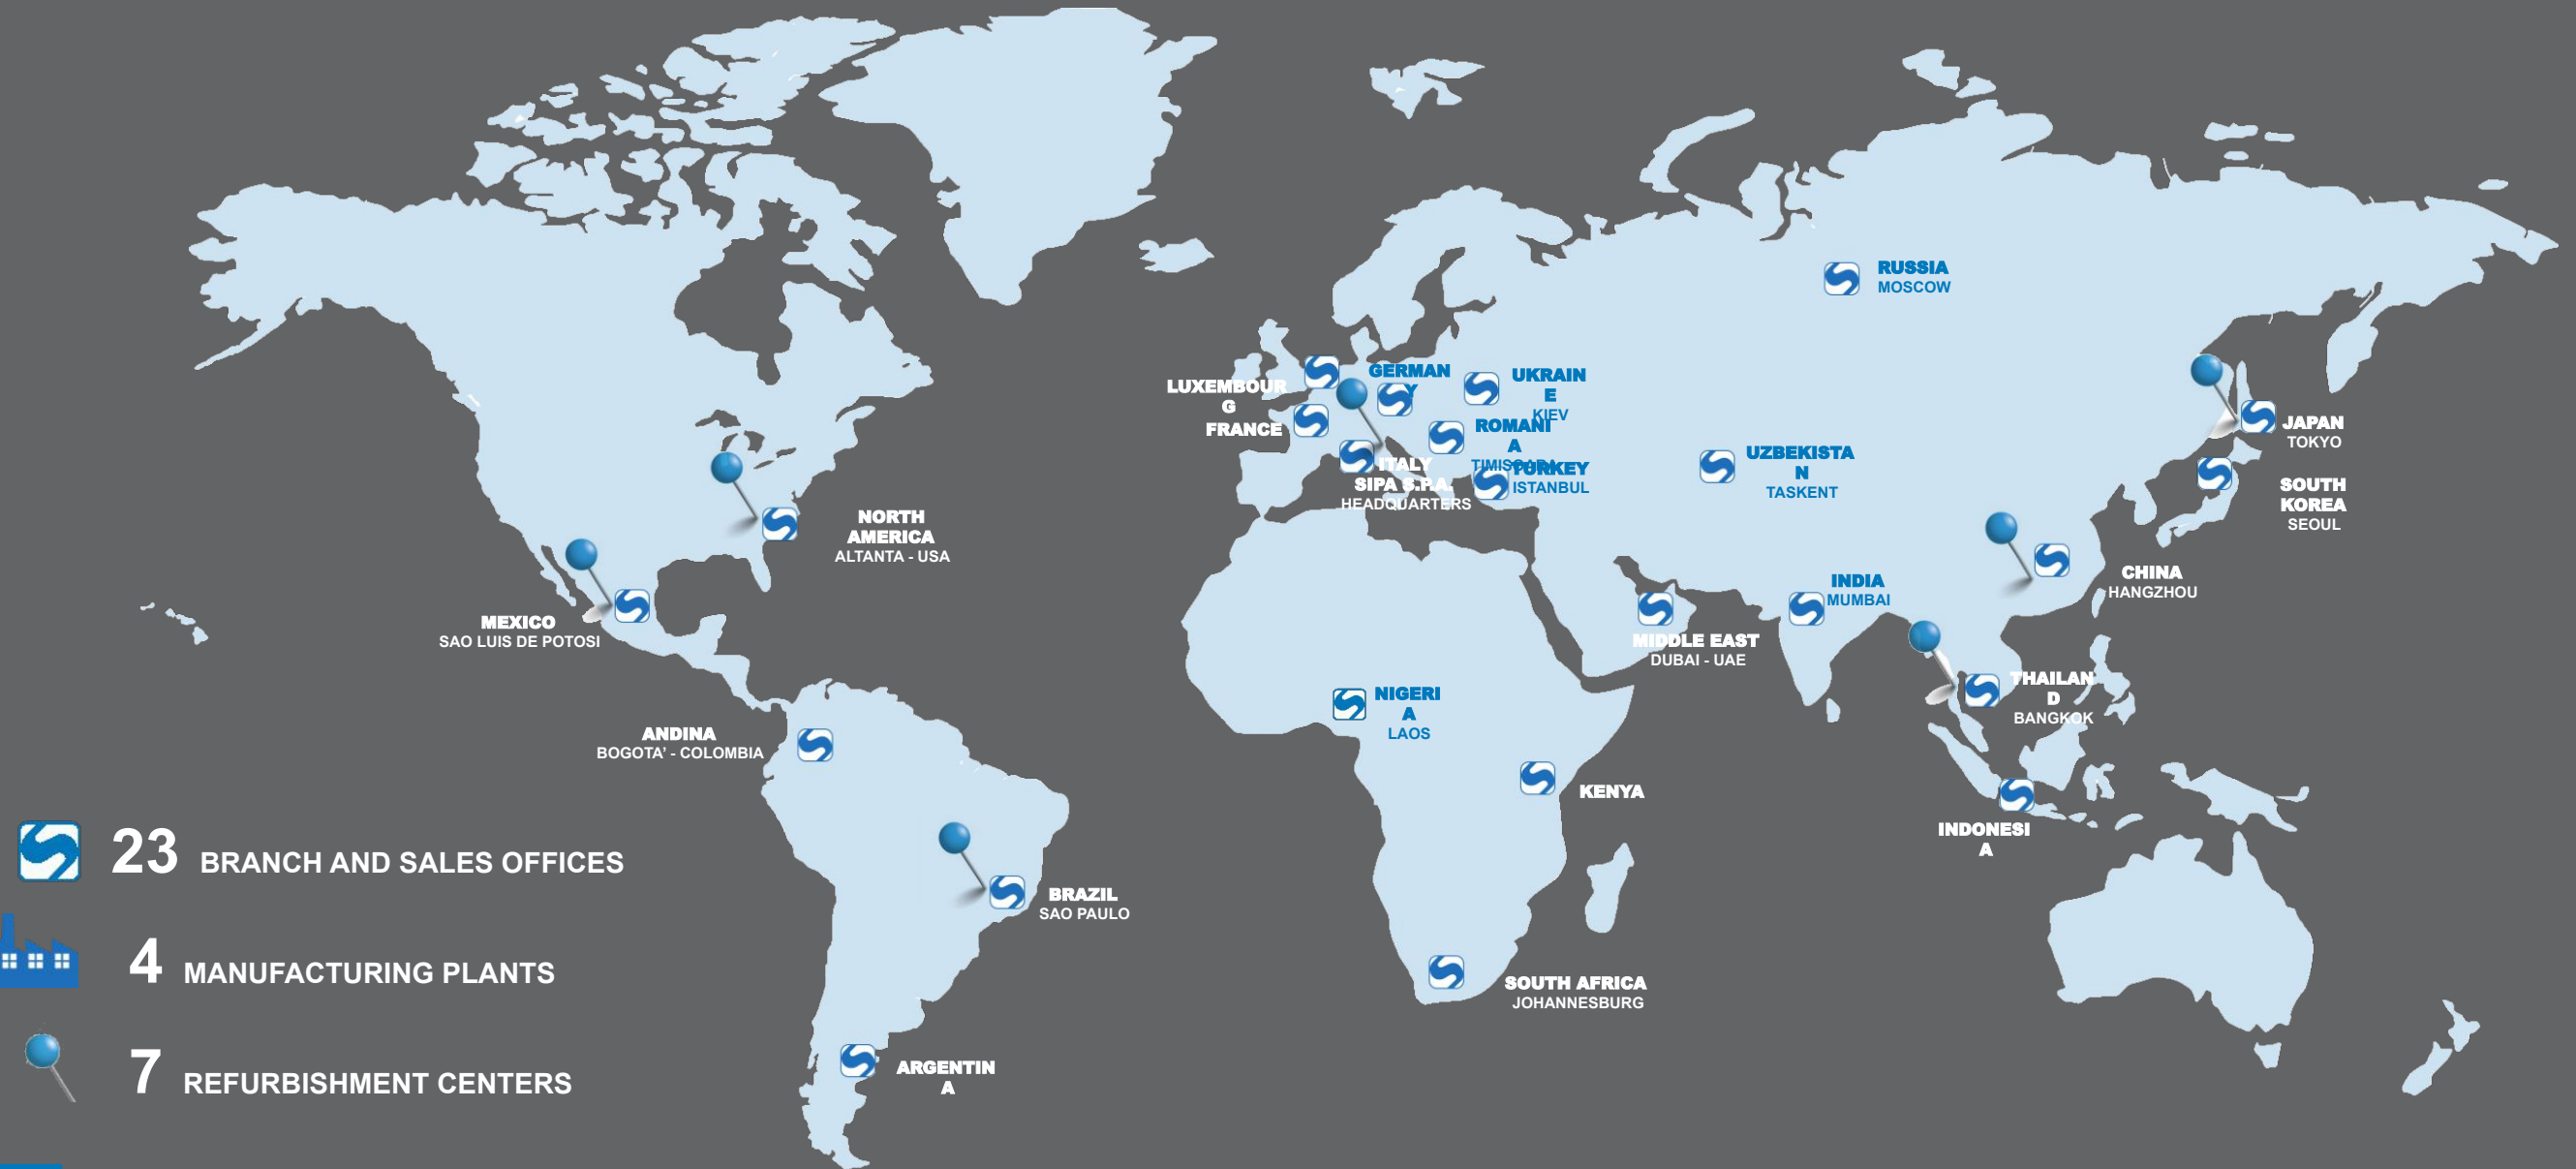 RUSSIA
MOSCOW
GERMAN
Y
UKRAIN
E
KIEV
LUXEMBOUR
G
FRANCE
ROMANI
A
TIMISOARA
TURKEY
ISTANBUL
ITALY
SIPA S.P.A.
HEADQUARTERS
UZBEKISTA
N
TASKENT
JAPAN
TOKYO
SOUTH
KOREA
SEOUL
NORTH
AMERICA
ALTANTA - USA
CHINA
HANGZHOU
INDIA
MUMBAI
MEXICO
SAO LUIS DE POTOSI
MIDDLE EAST
DUBAI - UAE
THAILAN
D
BANGKOK
NIGERI
A
LAOS
ANDINA
BOGOTA’ - COLOMBIA
KENYA
INDONESI
A
BRAZIL
SAO PAULO
SOUTH AFRICA
JOHANNESBURG
ARGENTIN
A
23 BRANCH AND SALES OFFICES
4 MANUFACTURING PLANTS
7 REFURBISHMENT CENTERS